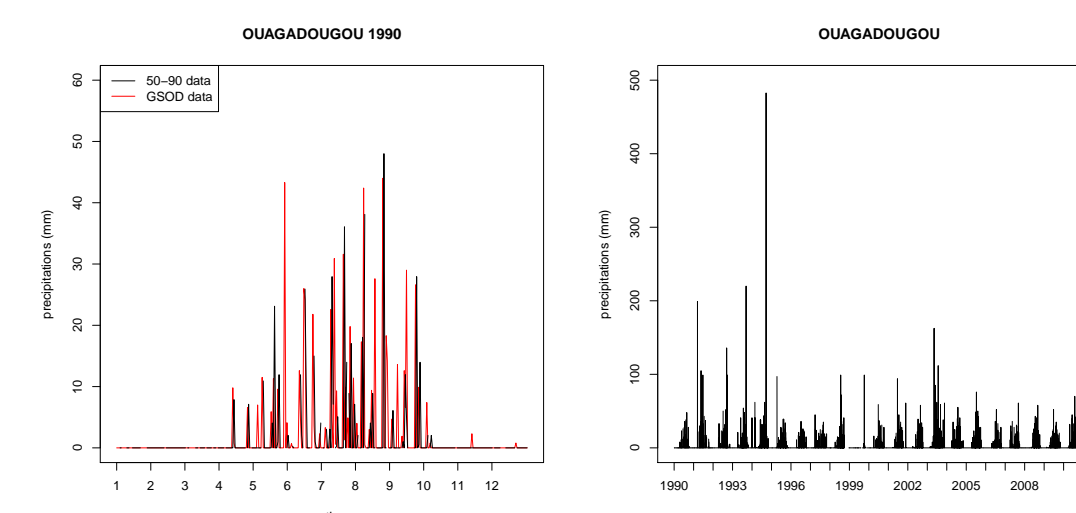 OUAGADOUGOU 1990
50−90 data
GSOD data
precipitations (mm)
60
50
40
30
20
10
0
1 2 3 4 5 6 7 8 9 10 11 12
OUAGADOUGOU
precipitations (mm)
500
400
300
200
100
0
1990 1993 1996 1999 2002 2005 2008